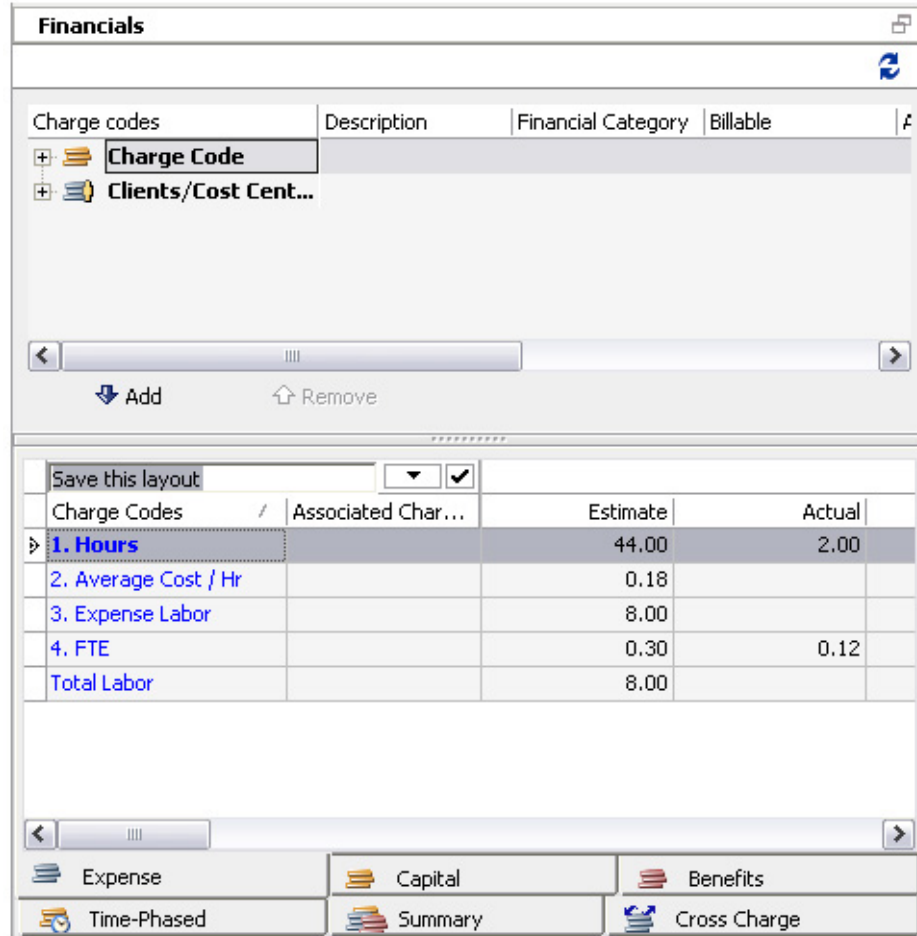 Financials
Charge codes Description Financial Category Billable A
Charge Code
Clients/Cost Cent...
Add Remove
Save this layout
Charge Codes Associated Char... Estimate Actual
1. Hours 44.00 2.00
2. Average Cost / Hr 0.18
3. Expense Labor 8.00
4. FTE 0.30 0.12
Total Labor 8.00
Expense Capital Benefits
Time-Phased Summary Cross Charge